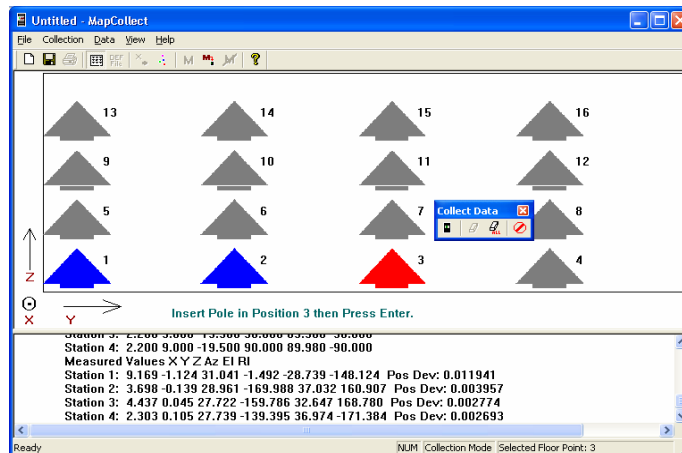 Untitled - MapCollect
File Collection Data View Help
DEF File M M
13 14 15 16
9 10 11 12
5 6 7 8
Collect Data
ALL
1 2 3 4
Z
X Y
Insert Pole in Position 3 then Press Enter.
Station 4: 2.200 9.000 -19.500 90.000 89.980 -90.000
Measured Values X Y Z Az El Rl
Station 1: 9.169 -1.124 31.041 -1.492 -28.739 -148.124 Pos Dev: 0.011941
Station 2: 3.698 -0.139 28.961 -169.988 37.032 160.907 Pos Dev: 0.003957
Station 3: 4.437 0.045 27.722 -159.786 32.647 168.780 Pos Dev: 0.002774
Station 4: 2.303 0.105 27.739 -139.395 36.974 -171.384 Pos Dev: 0.002693
Ready NUM Collection Mode Selected Floor Point: 3